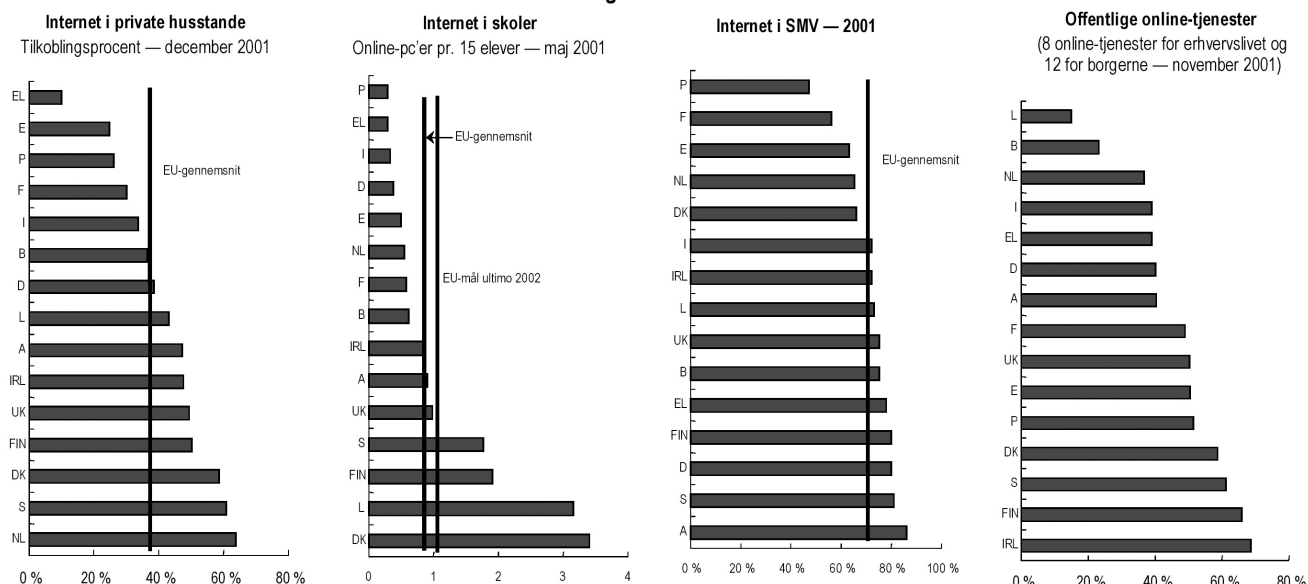 Internet i private husstande
Tilkoblingsprocent — december 2001
EL
E
P
F
I
B
D
L
A
IRL
UK
FIN
DK
S
NL
EU-gennemsnit
0 %
20 %
40 %
60 %
80 %
Internet i skoler
Online-pc'er pr. 15 elever — maj 2001
P
EL
I
D
E
NL
F
B
IRL
A
UK
S
FIN
L
DK
EU-gennemsnit
EU-mål ultimo 2002
0
1
2
3
4
Internet i SMV — 2001
P
F
E
NL
DK
I
IRL
L
UK
B
EL
FIN
D
S
A
EU-gennemsnit
0 %
20 %
40 %
60 %
80 %
100 %
Offentlige online-tjenester
(8 online-tjenester for erhvervslivet og
12 for borgerne — november 2001)
L
B
NL
I
EL
D
A
F
UK
E
P
DK
S
FIN
IRL
0 %
20 %
40 %
60 %
80 %